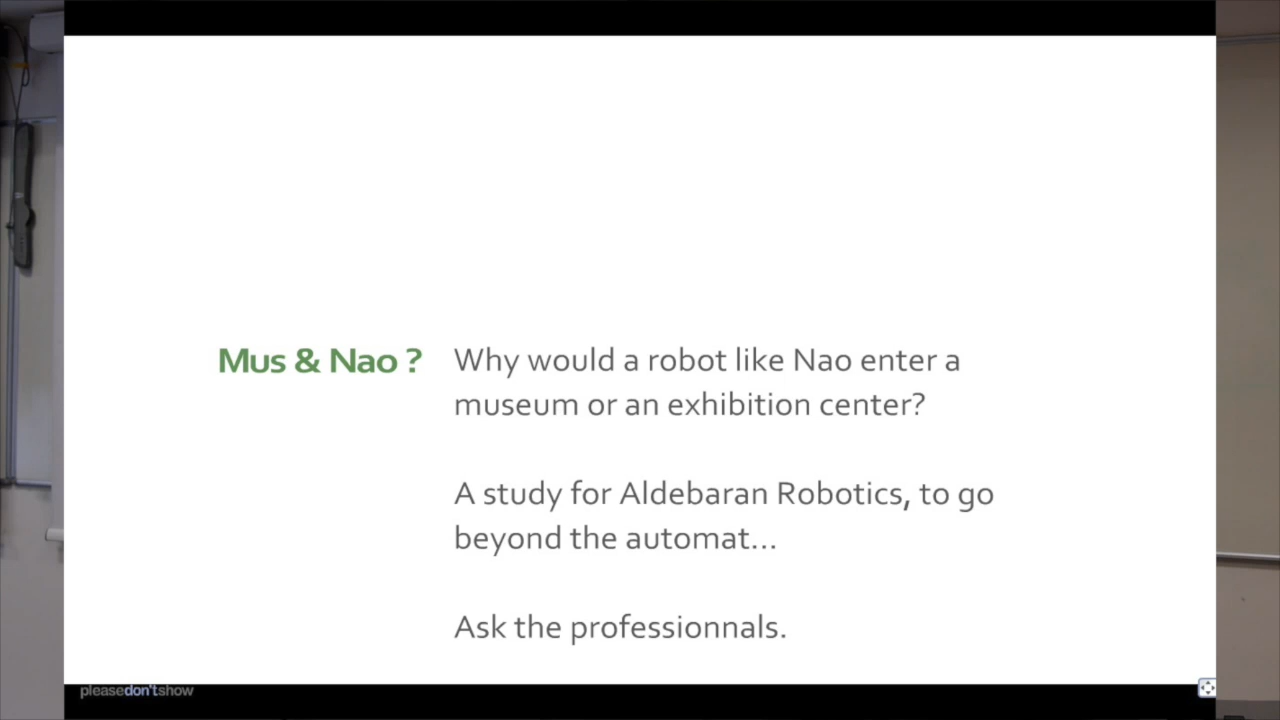 Mus & Nao ? Why would a robot like Nao enter a
museum or an exhibition center?
A study for Aldebaran Robotics, to go
beyond the automat...
Ask the professionnals.
pleasedon'tshow